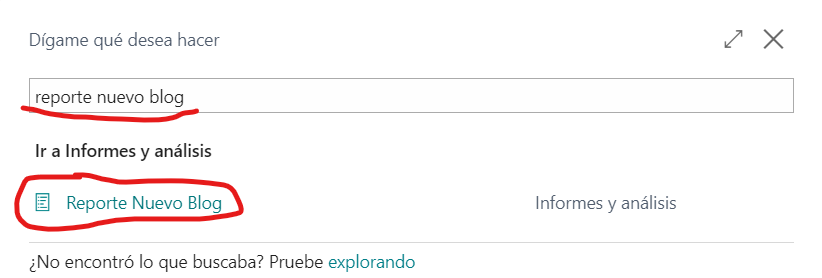 Dígame qué desea hacer
reporte nuevo blog
Ir a Informes y análisis
Reporte Nuevo Blog Informes y análisis
¿No encontró lo que buscaba? Pruebe explorando